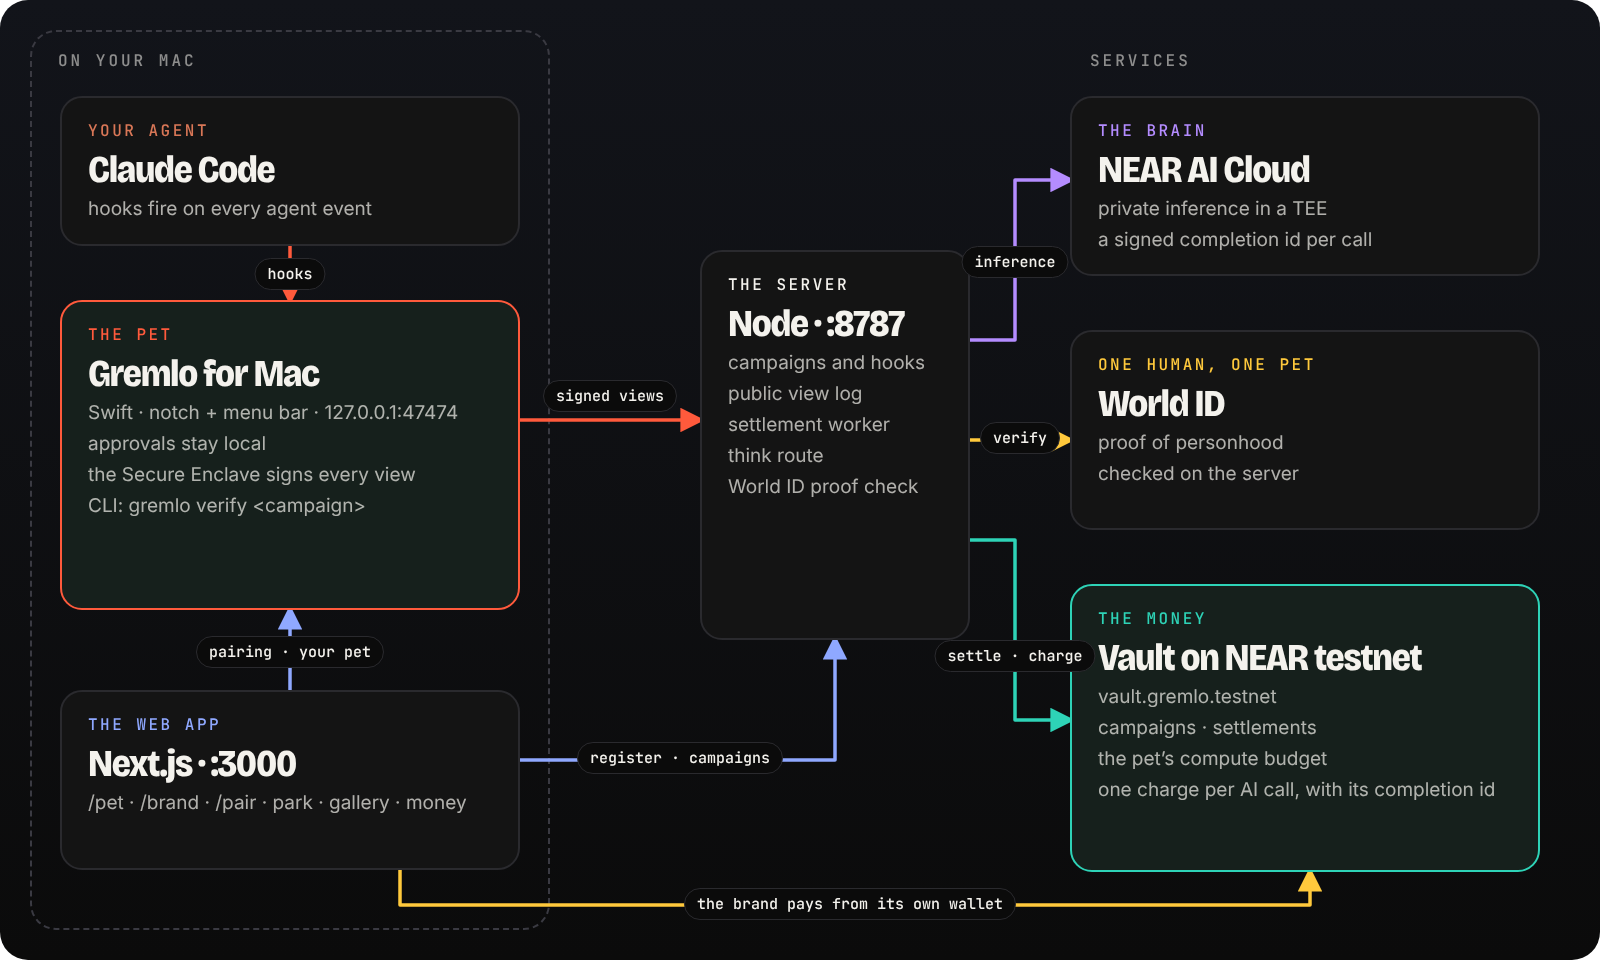 ON YOUR MAC
YOUR AGENT
Claude Code
hooks fire on every agent event
hooks
THE PET
Gremlo for Mac
Swift · notch + menu bar · 127.0.0.1:47474
approvals stay local
the Secure Enclave signs every view
CLI: gremlo verify <campaign>
pairing · your pet
THE WEB APP
Next.js · :3000
/pet · /brand · /pair · park · gallery · money
signed views
THE SERVER
Node · :8787
campaigns and hooks
public view log
settlement worker
think route
World ID proof check
register · campaigns
the brand pays from its own wallet
inference
verify
settle · charge
SERVICES
THE BRAIN
NEAR AI Cloud
private inference in a TEE
a signed completion id per call
ONE HUMAN, ONE PET
World ID
proof of personhood
checked on the server
THE MONEY
Vault on NEAR testnet
vault.gremlo.testnet
campaigns · settlements
the pet’s compute budget
one charge per AI call, with its completion id